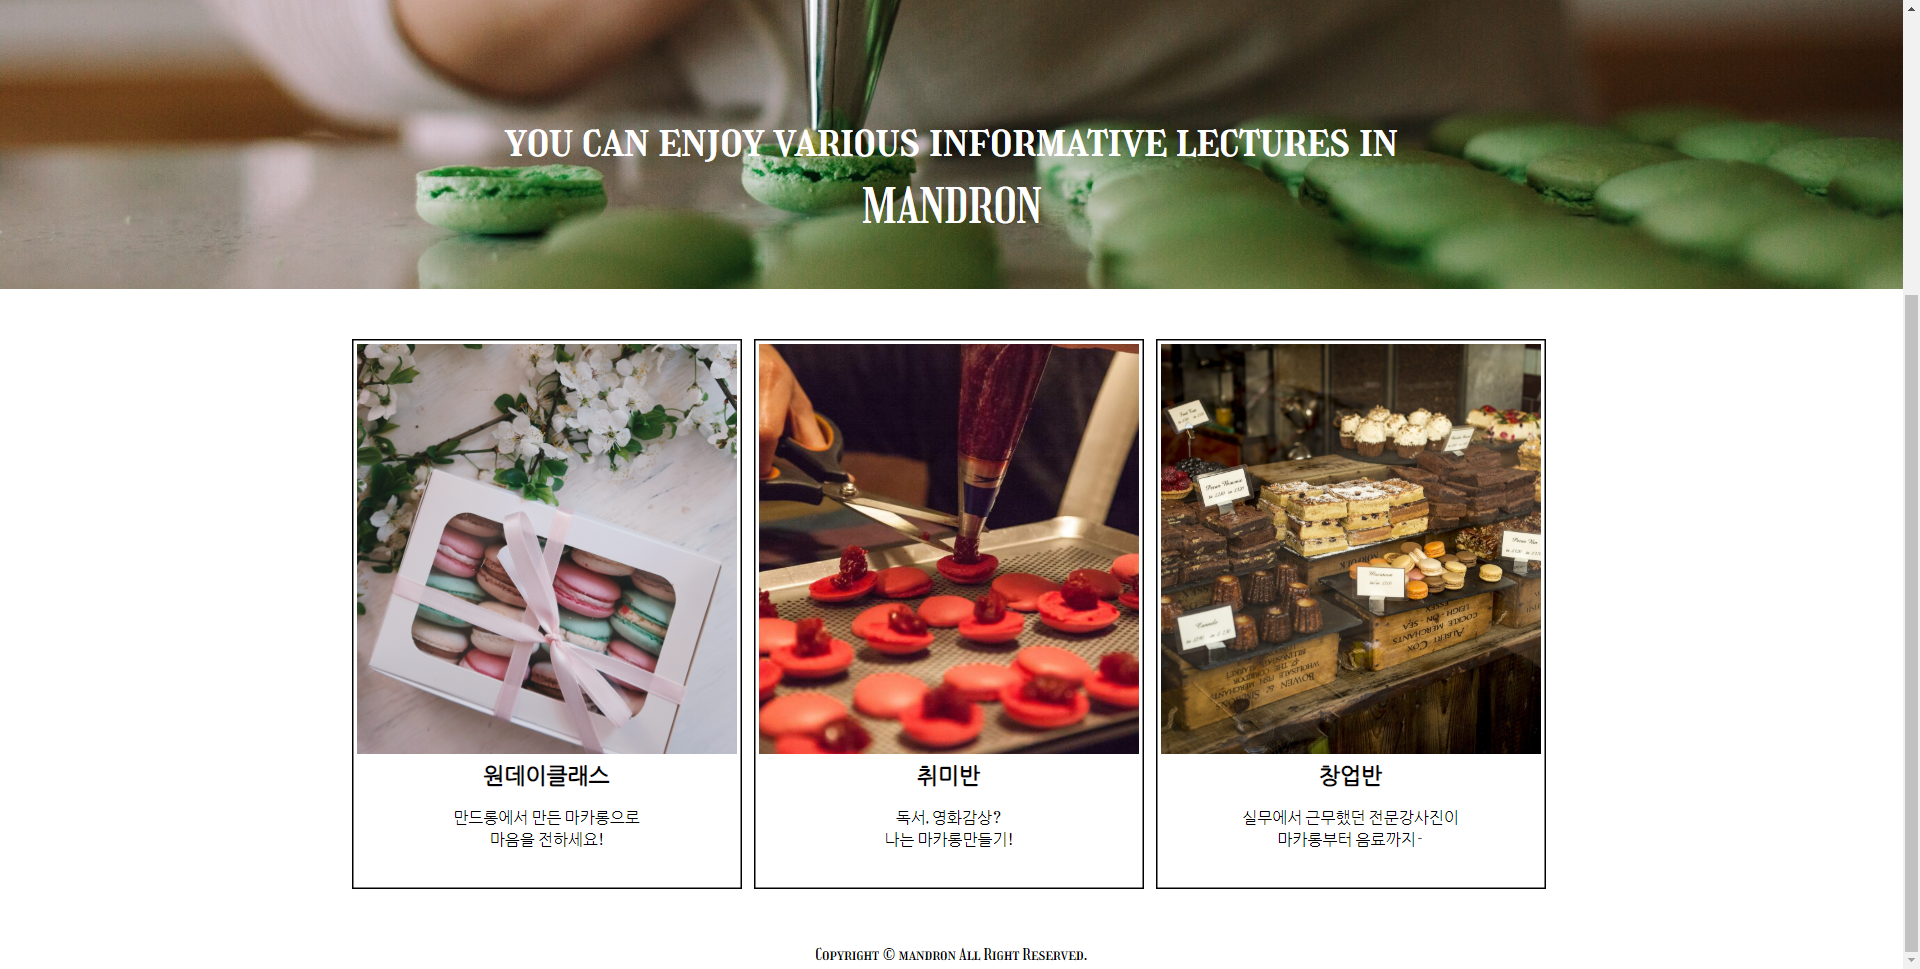 YOU CAN ENJOY VARIOUS INFORMATIVE LECTURES IN
MANDRON
원데이클래스
만드롱에서 만든 마카롱으로
마음을 전하세요!
취미반
독서, 영화감상?
나는 마카롱만들기!
창업반
실무에서 근무했던 전문강사진이
마카롱부터 음료까지-
Copyright © mandron All Right Reserved.